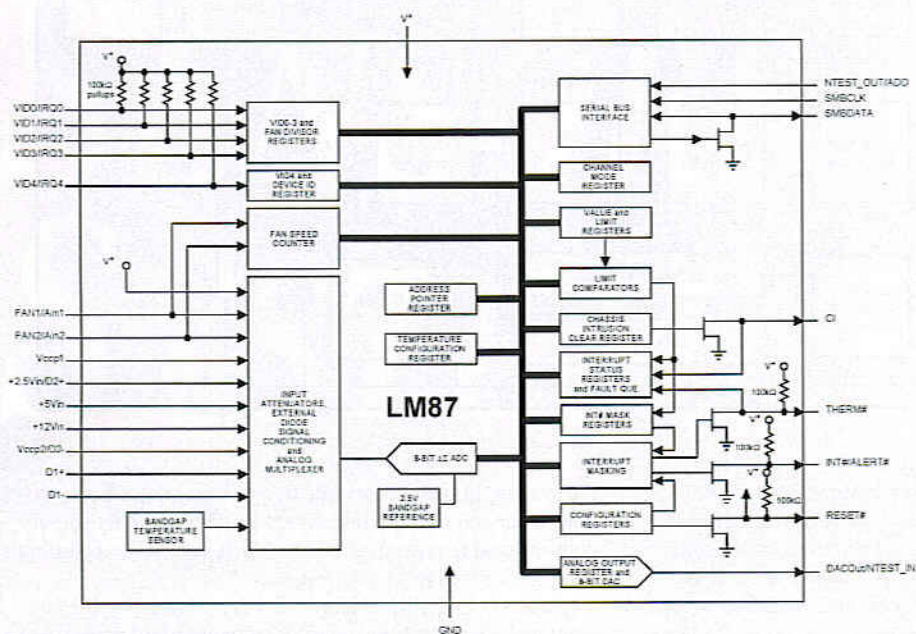 V+
V+
100kΩ
pullups
VID0/IRQ0
VID1/IRQ1
VID2/IRQ2
VID3/IRQ3
VID4/IRQ4
VID0-3 and
FAN DIVISOR
REGISTERS
VID4 and
DEVICE ID
REGISTER
FAN SPEED
COUNTER
V+
FAN1/Ain1
FAN2/Ain2
Vccp1
+2.5Vin/D2+
+5Vin
+12Vin
Vccp2/D2-
D1+
D1-
INPUT
ATTENUATORS,
EXTERNAL
DIODE
SIGNAL
CONDITIONING
and
ANALOG
MULTIPLEXER
BANDGAP
TEMPERATURE
SENSOR
ADDRESS
POINTER
REGISTER
TEMPERATURE
CONFIGURATION
REGISTER
LM87
8-BIT ΔΣ ADC
2.5V
BANDGAP
REFERENCE
SERIAL BUS
INTERFACE
CHANNEL
MODE
REGISTER
VALUE and
LIMIT
REGISTERS
LIMIT
COMPARATORS
CHASSIS
INTRUSION
CLEAR REGISTER
INTERRUPT
STATUS
REGISTERS
and FAULT QUE
INT# MASK
REGISTERS
INTERRUPT
MASKING
CONFIGURATION
REGISTERS
ANALOG OUTPUT
REGISTER and
8-BIT DAC
NTEST_OUT/ADD
SMBCLK
SMBDATA
CI
V+
100kΩ
THERM#
V+
100kΩ
INT#/ALERT#
V+
100kΩ
RESET#
DACOut/NTEST_IN
GND